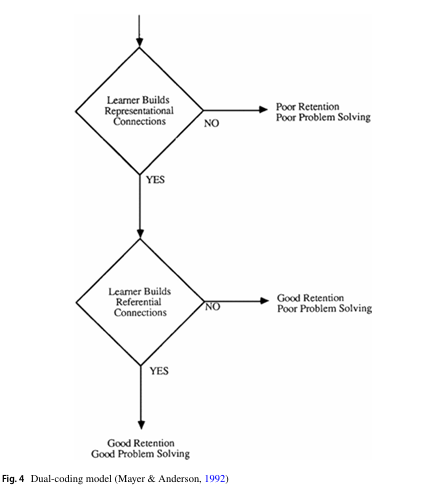 Learner Builds
Representational
Connections
NO
Poor Retention
Poor Problem Solving
YES
Learner Builds
Referential
Connections
NO
Good Retention
Poor Problem Solving
YES
Good Retention
Good Problem Solving
Fig. 4 Dual-coding model (Mayer & Anderson, 1992)